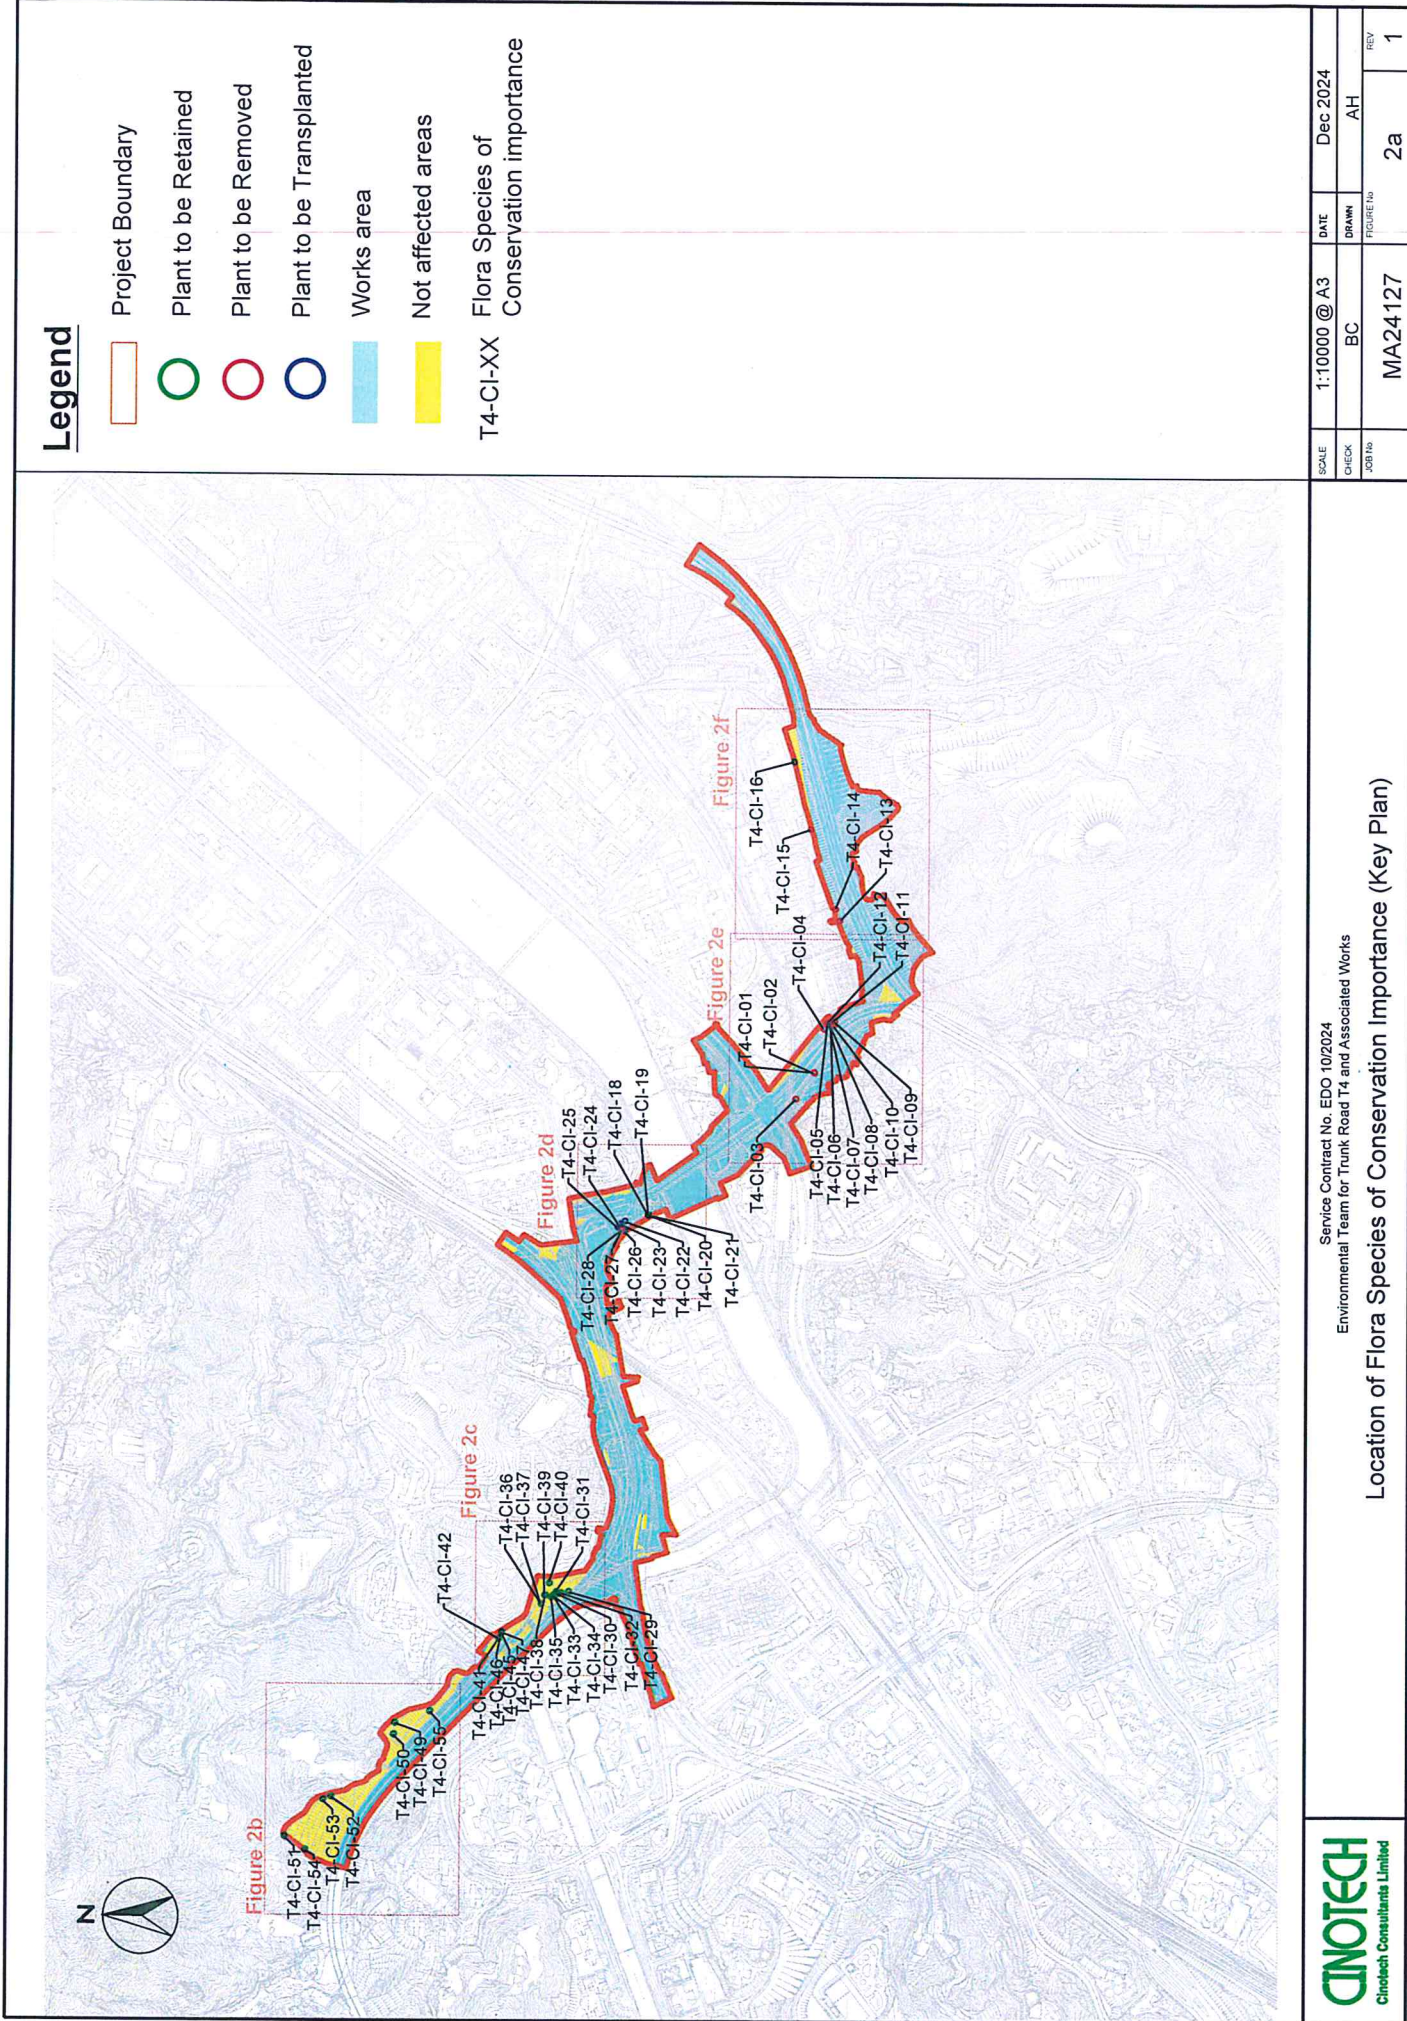 N
Figure 2b
T4-CI-51
T4-CI-54
T4-CI-53
T4-CI-52
T4-CI-50
T4-CI-49
T4-CI-55
Figure 2c
T4-CI-42
T4-CI-41
T4-CI-46
T4-CI-45
T4-CI-47
T4-CI-38
T4-CI-35
T4-CI-33
T4-CI-34
T4-CI-30
T4-CI-32
T4-CI-29
T4-CI-36
T4-CI-37
T4-CI-39
T4-CI-40
T4-CI-31
Figure 2d
T4-CI-25
T4-CI-24
T4-CI-18
T4-CI-19
T4-CI-28
T4-CI-27
T4-CI-26
T4-CI-23
T4-CI-22
T4-CI-20
T4-CI-21
Figure 2e
T4-CI-01
T4-CI-02
T4-CI-04
T4-CI-03
T4-CI-05
T4-CI-06
T4-CI-07
T4-CI-08
T4-CI-10
T4-CI-09
T4-CI-12
T4-CI-11
Figure 2f
T4-CI-16
T4-CI-15
T4-CI-14
T4-CI-13
Legend
Project Boundary
Plant to be Retained
Plant to be Removed
Plant to be Transplanted
Works area
Not affected areas
T4-CI-XX Flora Species of
Conservation importance
CINOTECH
Cinotech Consultants Limited
Service Contract No. EDO 10/2024
Environmental Team for Trunk Road T4 and Associated Works
Location of Flora Species of Conservation Importance (Key Plan)
SCALE 1:10000 @ A3 DATE Dec 2024
CHECK BC DRAWN AH
JOB No MA24127 FIGURE No 2a REV 1